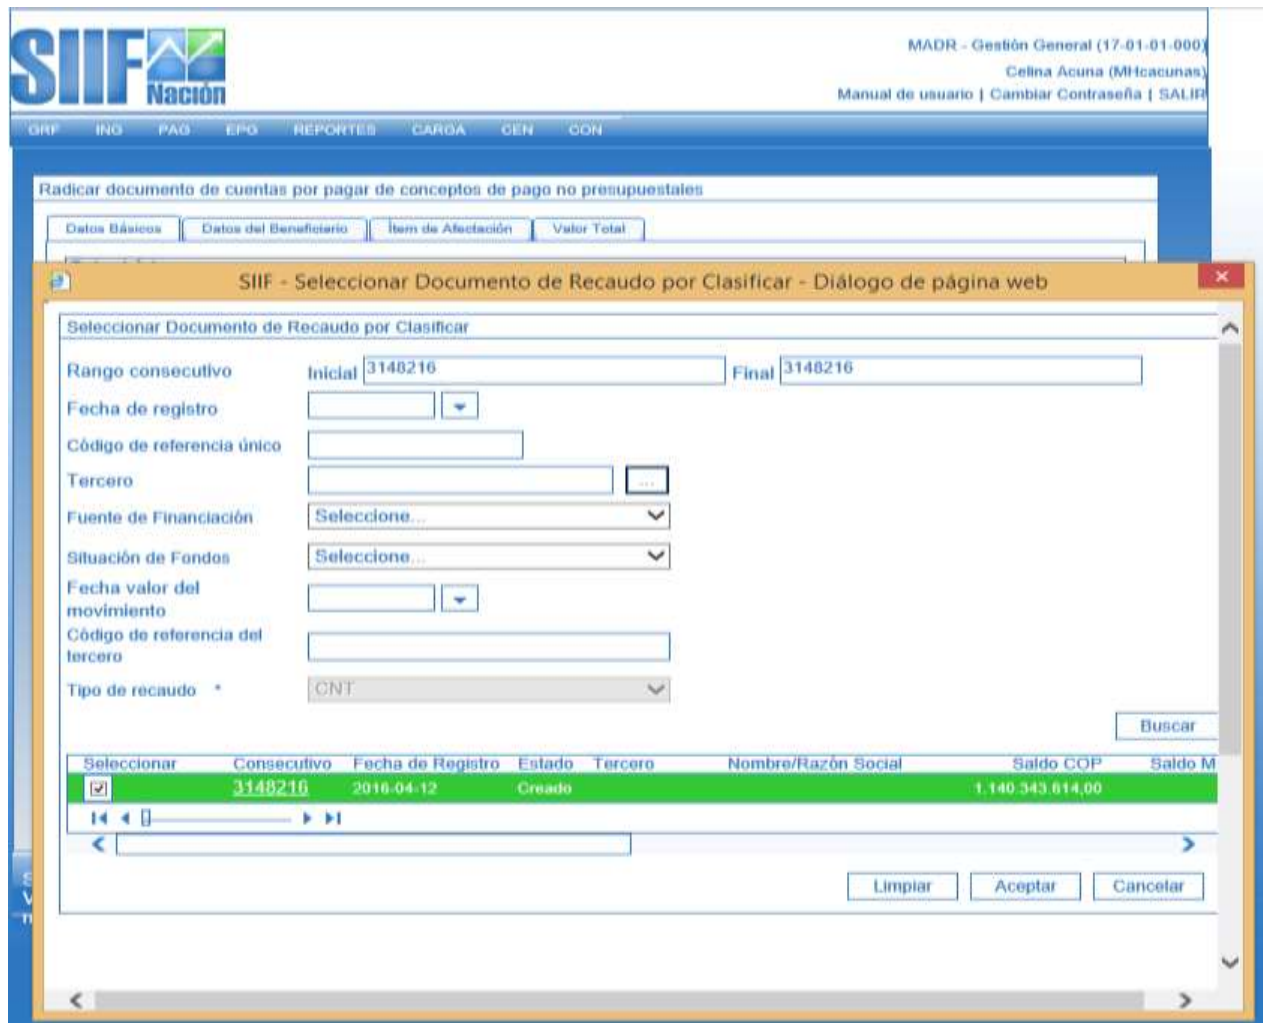 SIIF
Nación
MADR - Gestión General (17-01-01-000)
Celina Acuna (MHcacunas)
Manual de usuario | Cambiar Contraseña | SALIR
ING PAG EPG REPORTES CARGA CEN CON
Radicar documento de cuentas por pagar de conceptos de pago no presupuestales
Datos Básicos Datos del Beneficiario Ítem de Afectación Valor Total
SIIF - Seleccionar Documento de Recaudo por Clasificar - Diálogo de página web
Seleccionar Documento de Recaudo por Clasificar
Rango consecutivo Inicial 3148216 Final 3148216
Fecha de registro
Código de referencia único
Tercero ...
Fuente de Financiación Seleccione...
Situación de Fondos Seleccione...
Fecha valor del
movimiento
Código de referencia del
tercero
Tipo de recaudo * CNT
Buscar
Seleccionar Consecutivo Fecha de Registro Estado Tercero Nombre/Razón Social Saldo COP Saldo M
3148216 2016-04-12 Creado 1.140.343.614,00
Limpiar Aceptar Cancelar